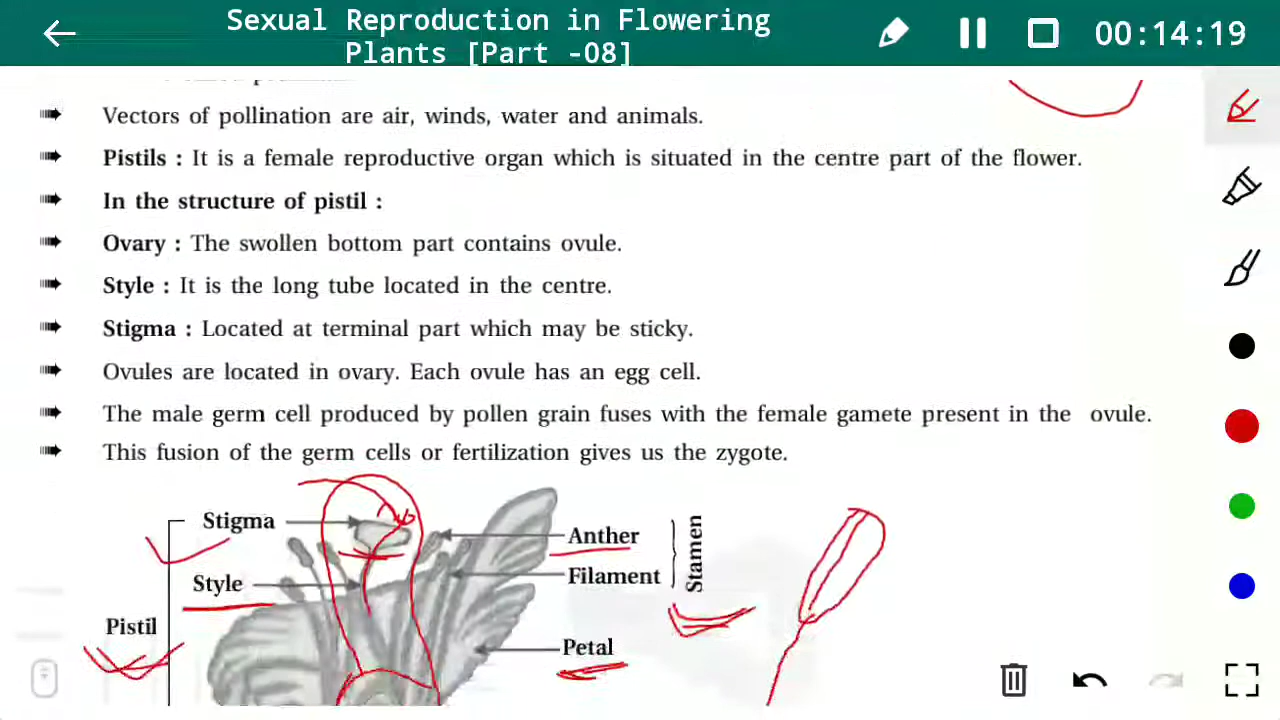 Sexual Reproduction in Flowering
Plants [Part -08]
00:14:19
Vectors of pollination are air, winds, water and animals.
Pistils : It is a female reproductive organ which is situated in the centre part of the flower.
In the structure of pistil :
Ovary : The swollen bottom part contains ovule.
Style : It is the long tube located in the centre.
Stigma : Located at terminal part which may be sticky.
Ovules are located in ovary. Each ovule has an egg cell.
The male germ cell produced by pollen grain fuses with the female gamete present in the ovule.
This fusion of the germ cells or fertilization gives us the zygote.
Stigma
Anther
Stamen
Style
Filament
Pistil
Petal